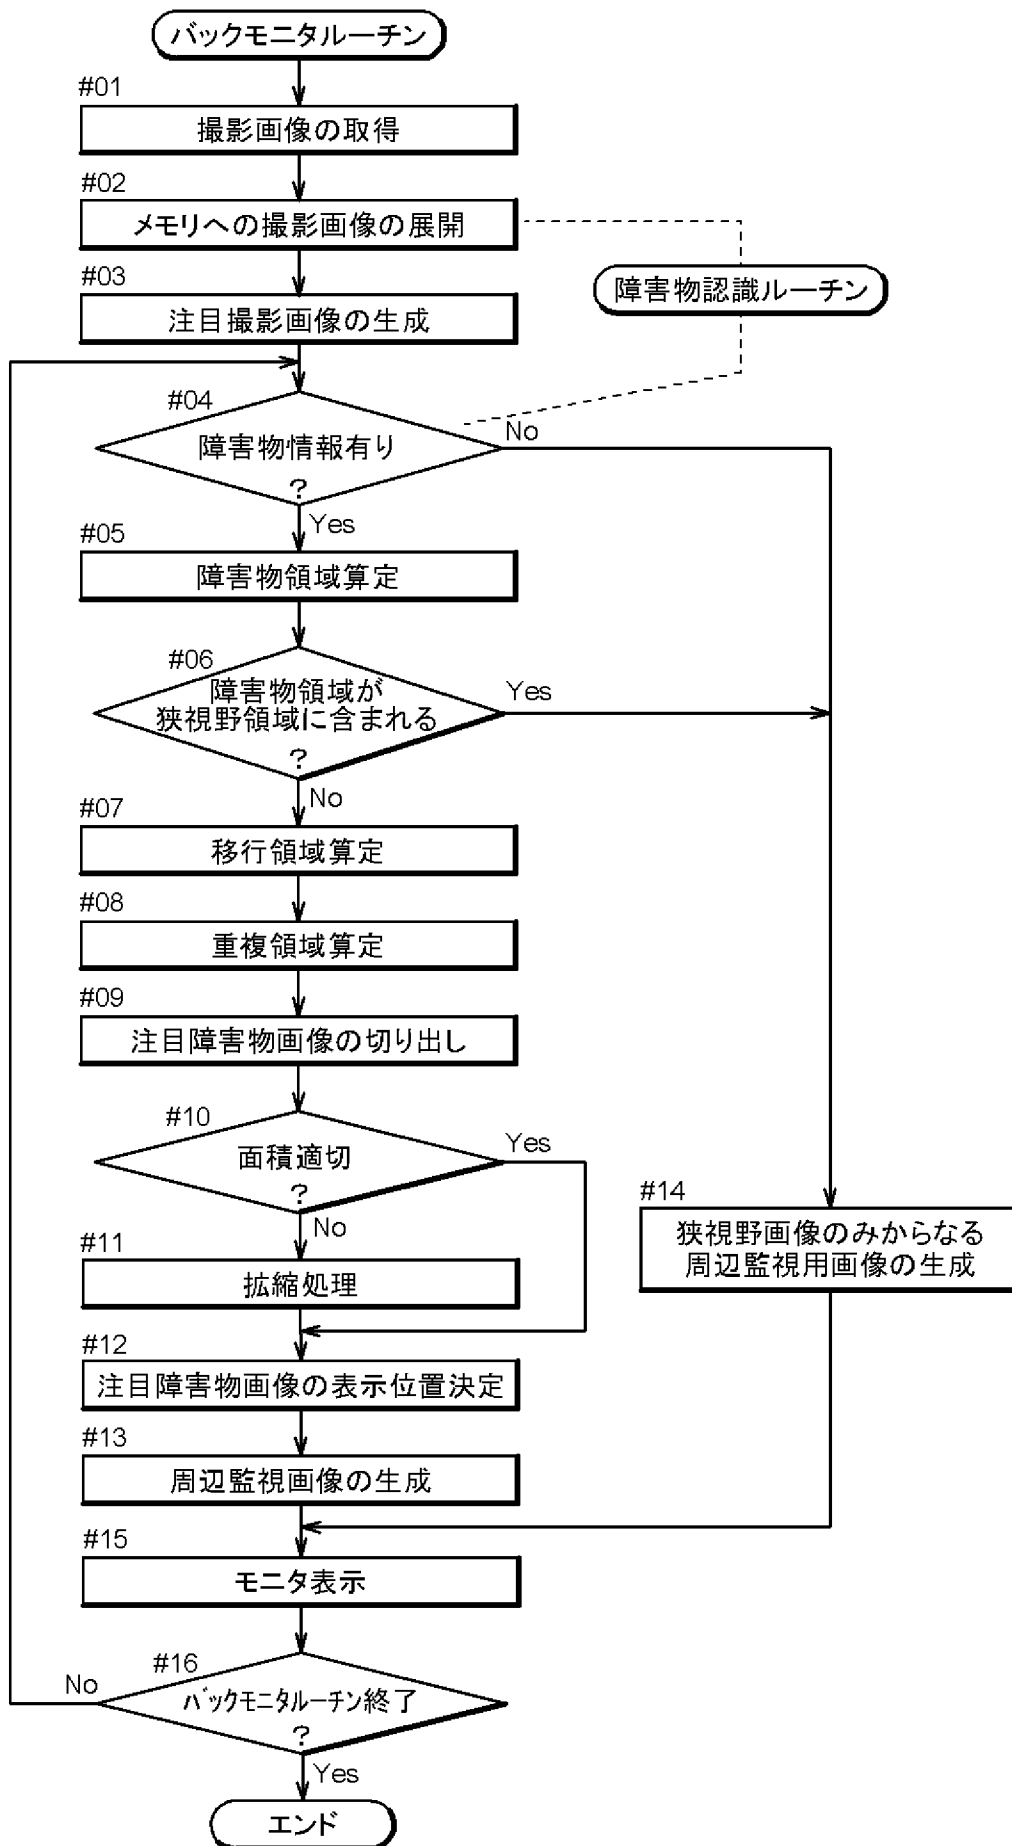 バックモニタルーチン
#01
撮影画像の取得
#02
メモリへの撮影画像の展開
#03
注目撮影画像の生成
障害物認識ルーチン
#04
障害物情報有り
?
No
Yes
#05
障害物領域算定
#06
障害物領域が
狭視野領域に含まれる
?
Yes
No
#07
移行領域算定
#08
重複領域算定
#09
注目障害物画像の切り出し
#10
面積適切
?
Yes
No
#11
拡縮処理
#14
狭視野画像のみからなる
周辺監視用画像の生成
#12
注目障害物画像の表示位置決定
#13
周辺監視画像の生成
#15
モニタ表示
#16
バックモニタルーチン終了
?
No
Yes
エンド